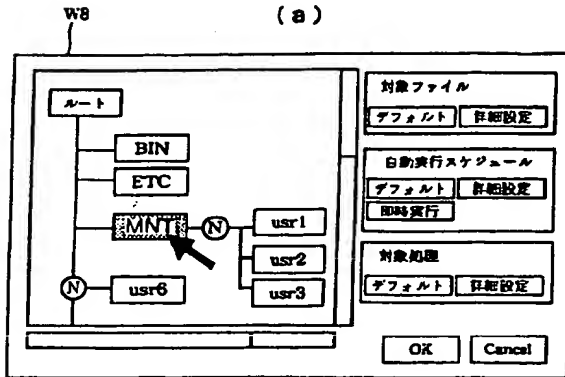 W8
(a)
ルート
BIN
ETC
MNT
N
usr1
usr2
usr3
N
usr6
対象ファイル
デフォルト 詳細設定
自動実行スケジュール
デフォルト 詳細設定
即時実行
対象処理
デフォルト 詳細設定
OK Cancel